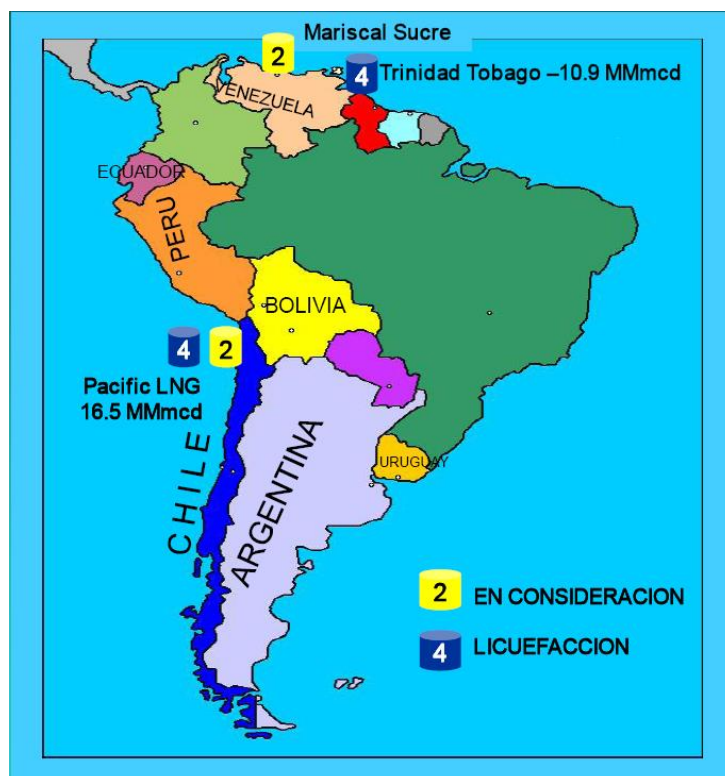 Mariscal Sucre
2
4
Trinidad Tobago –10.9 MMmcd
VENEZUELA
ECUADOR
PERU
BOLIVIA
4 2
Pacific LNG
16.5 MMmcd
CHILE
ARGENTINA
URUGUAY
2 EN CONSIDERACION
4 LICUEFACCION